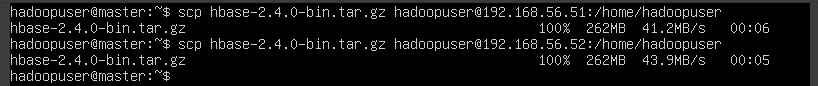 hadoopuser@master:~$ scp hbase-2.4.0-bin.tar.gz hadoopuser@192.168.56.51:/home/hadoopuser
hbase-2.4.0-bin.tar.gz 100% 262MB 41.2MB/s 00:06
hadoopuser@master:~$ scp hbase-2.4.0-bin.tar.gz hadoopuser@192.168.56.52:/home/hadoopuser
hbase-2.4.0-bin.tar.gz 100% 262MB 43.9MB/s 00:05
hadoopuser@master:~$